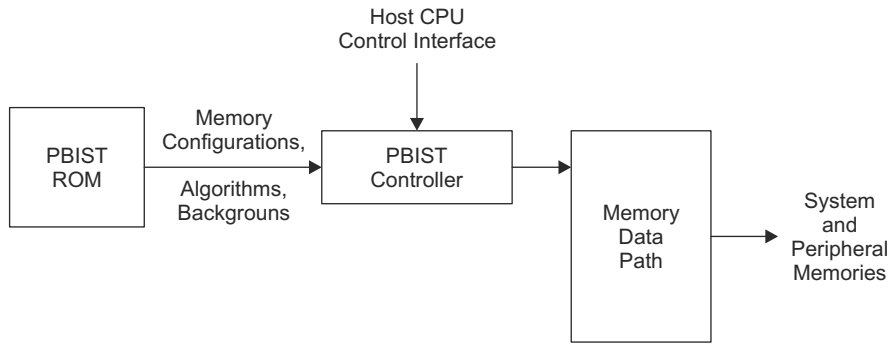 Host CPU
Control Interface
PBIST
ROM
Memory
Configurations,
Algorithms,
Backgrouns
PBIST
Controller
Memory
Data
Path
System
and
Peripheral
Memories